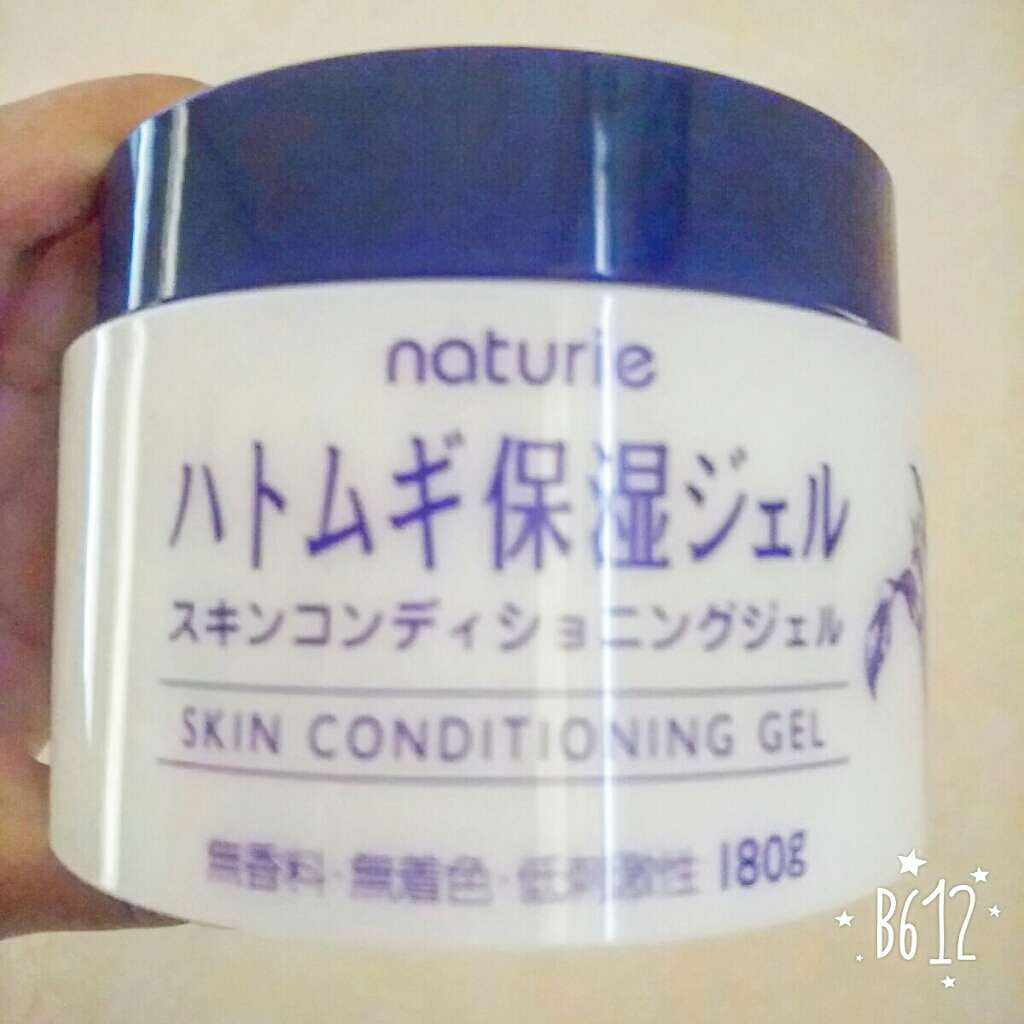 naturie
ハトムギ保湿ジェル
スキンコンディショニングジェル
SKIN CONDITIONING GEL
無香料・無着色・低刺激性 180g
B612